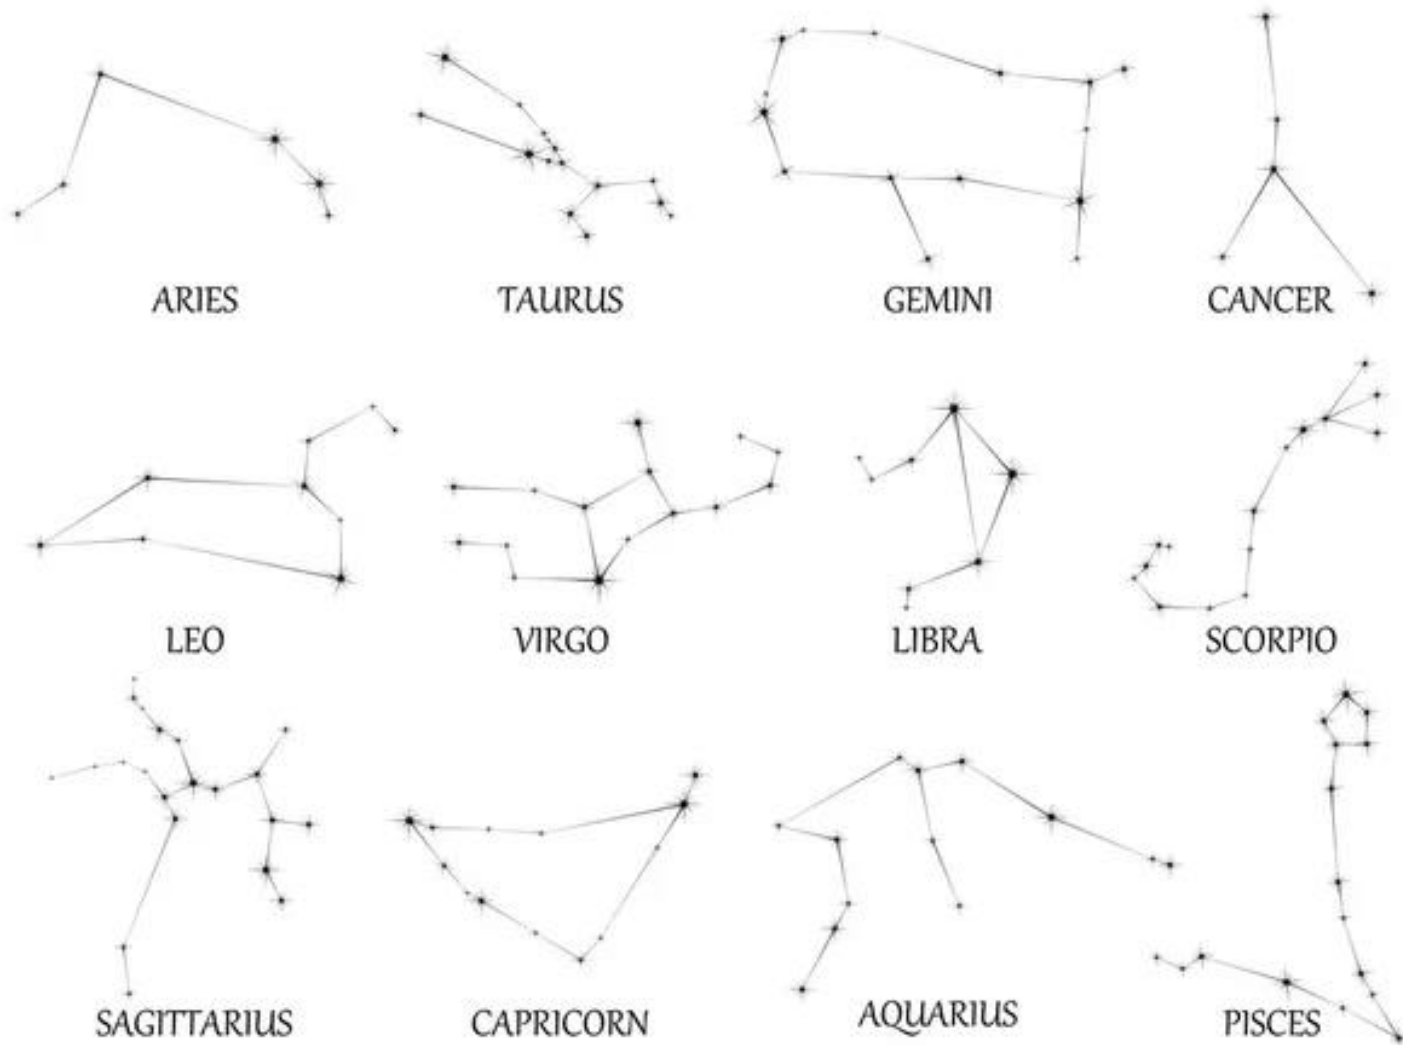 ARIES
TAURUS
GEMINI
CANCER
LEO
VIRGO
LIBRA
SCORPIO
SAGITTARIUS
CAPRICORN
AQUARIUS
PISCES